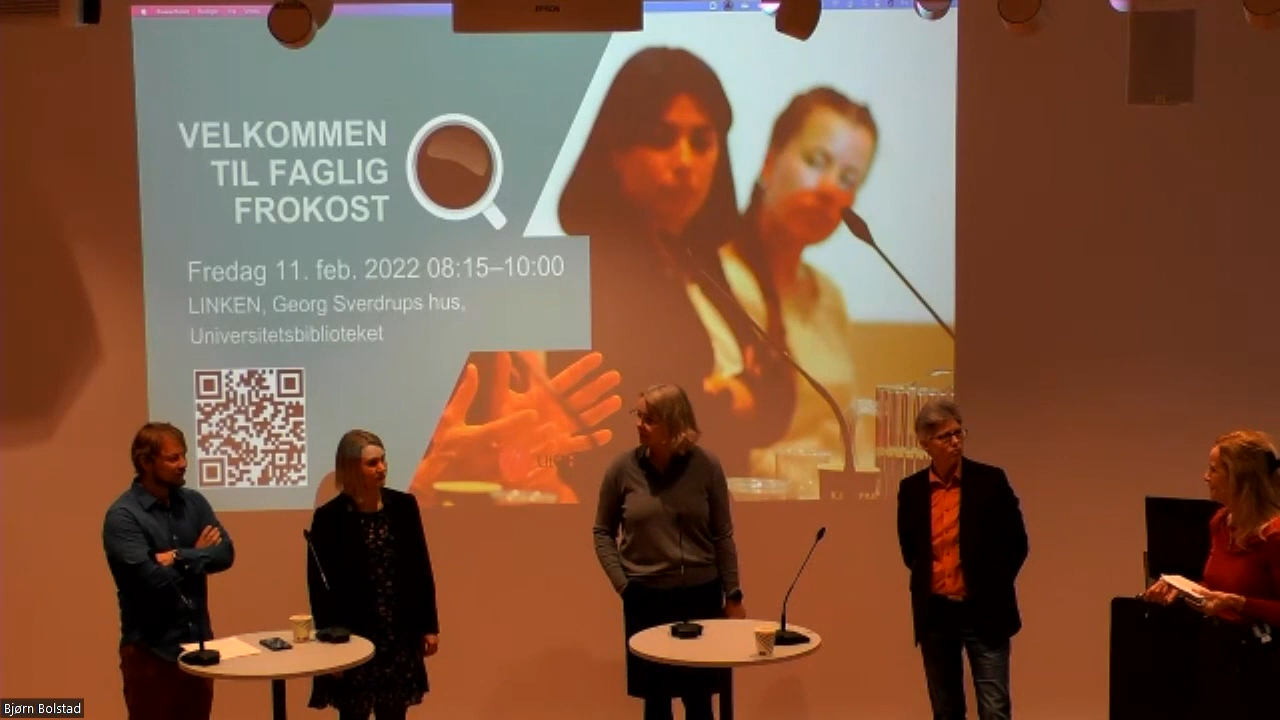 EPSON
VELKOMMEN
TIL FAGLIG
FROKOST
Fredag 11. feb. 2022 08:15–10:00
LINKEN, Georg Sverdrups hus,
Universitetsbiblioteket
Bjørn Bolstad